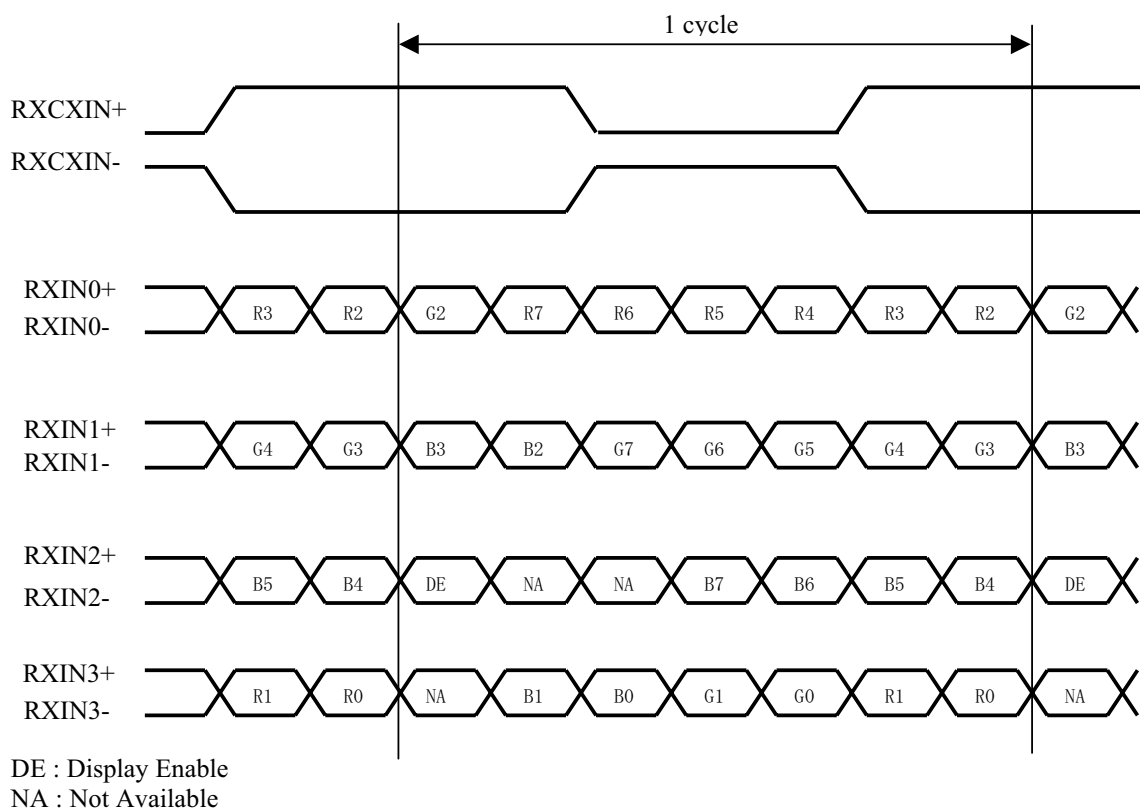 1 cycle
RXCXIN+
RXCXIN-
RXIN0+
R3 R2 G2 R7 R6 R5 R4 R3 R2 G2
RXIN0-
RXIN1+
G4 G3 B3 B2 G7 G6 G5 G4 G3 B3
RXIN1-
RXIN2+
B5 B4 DE NA NA B7 B6 B5 B4 DE
RXIN2-
RXIN3+
R1 R0 NA B1 B0 G1 G0 R1 R0 NA
RXIN3-
DE : Display Enable
NA : Not Available